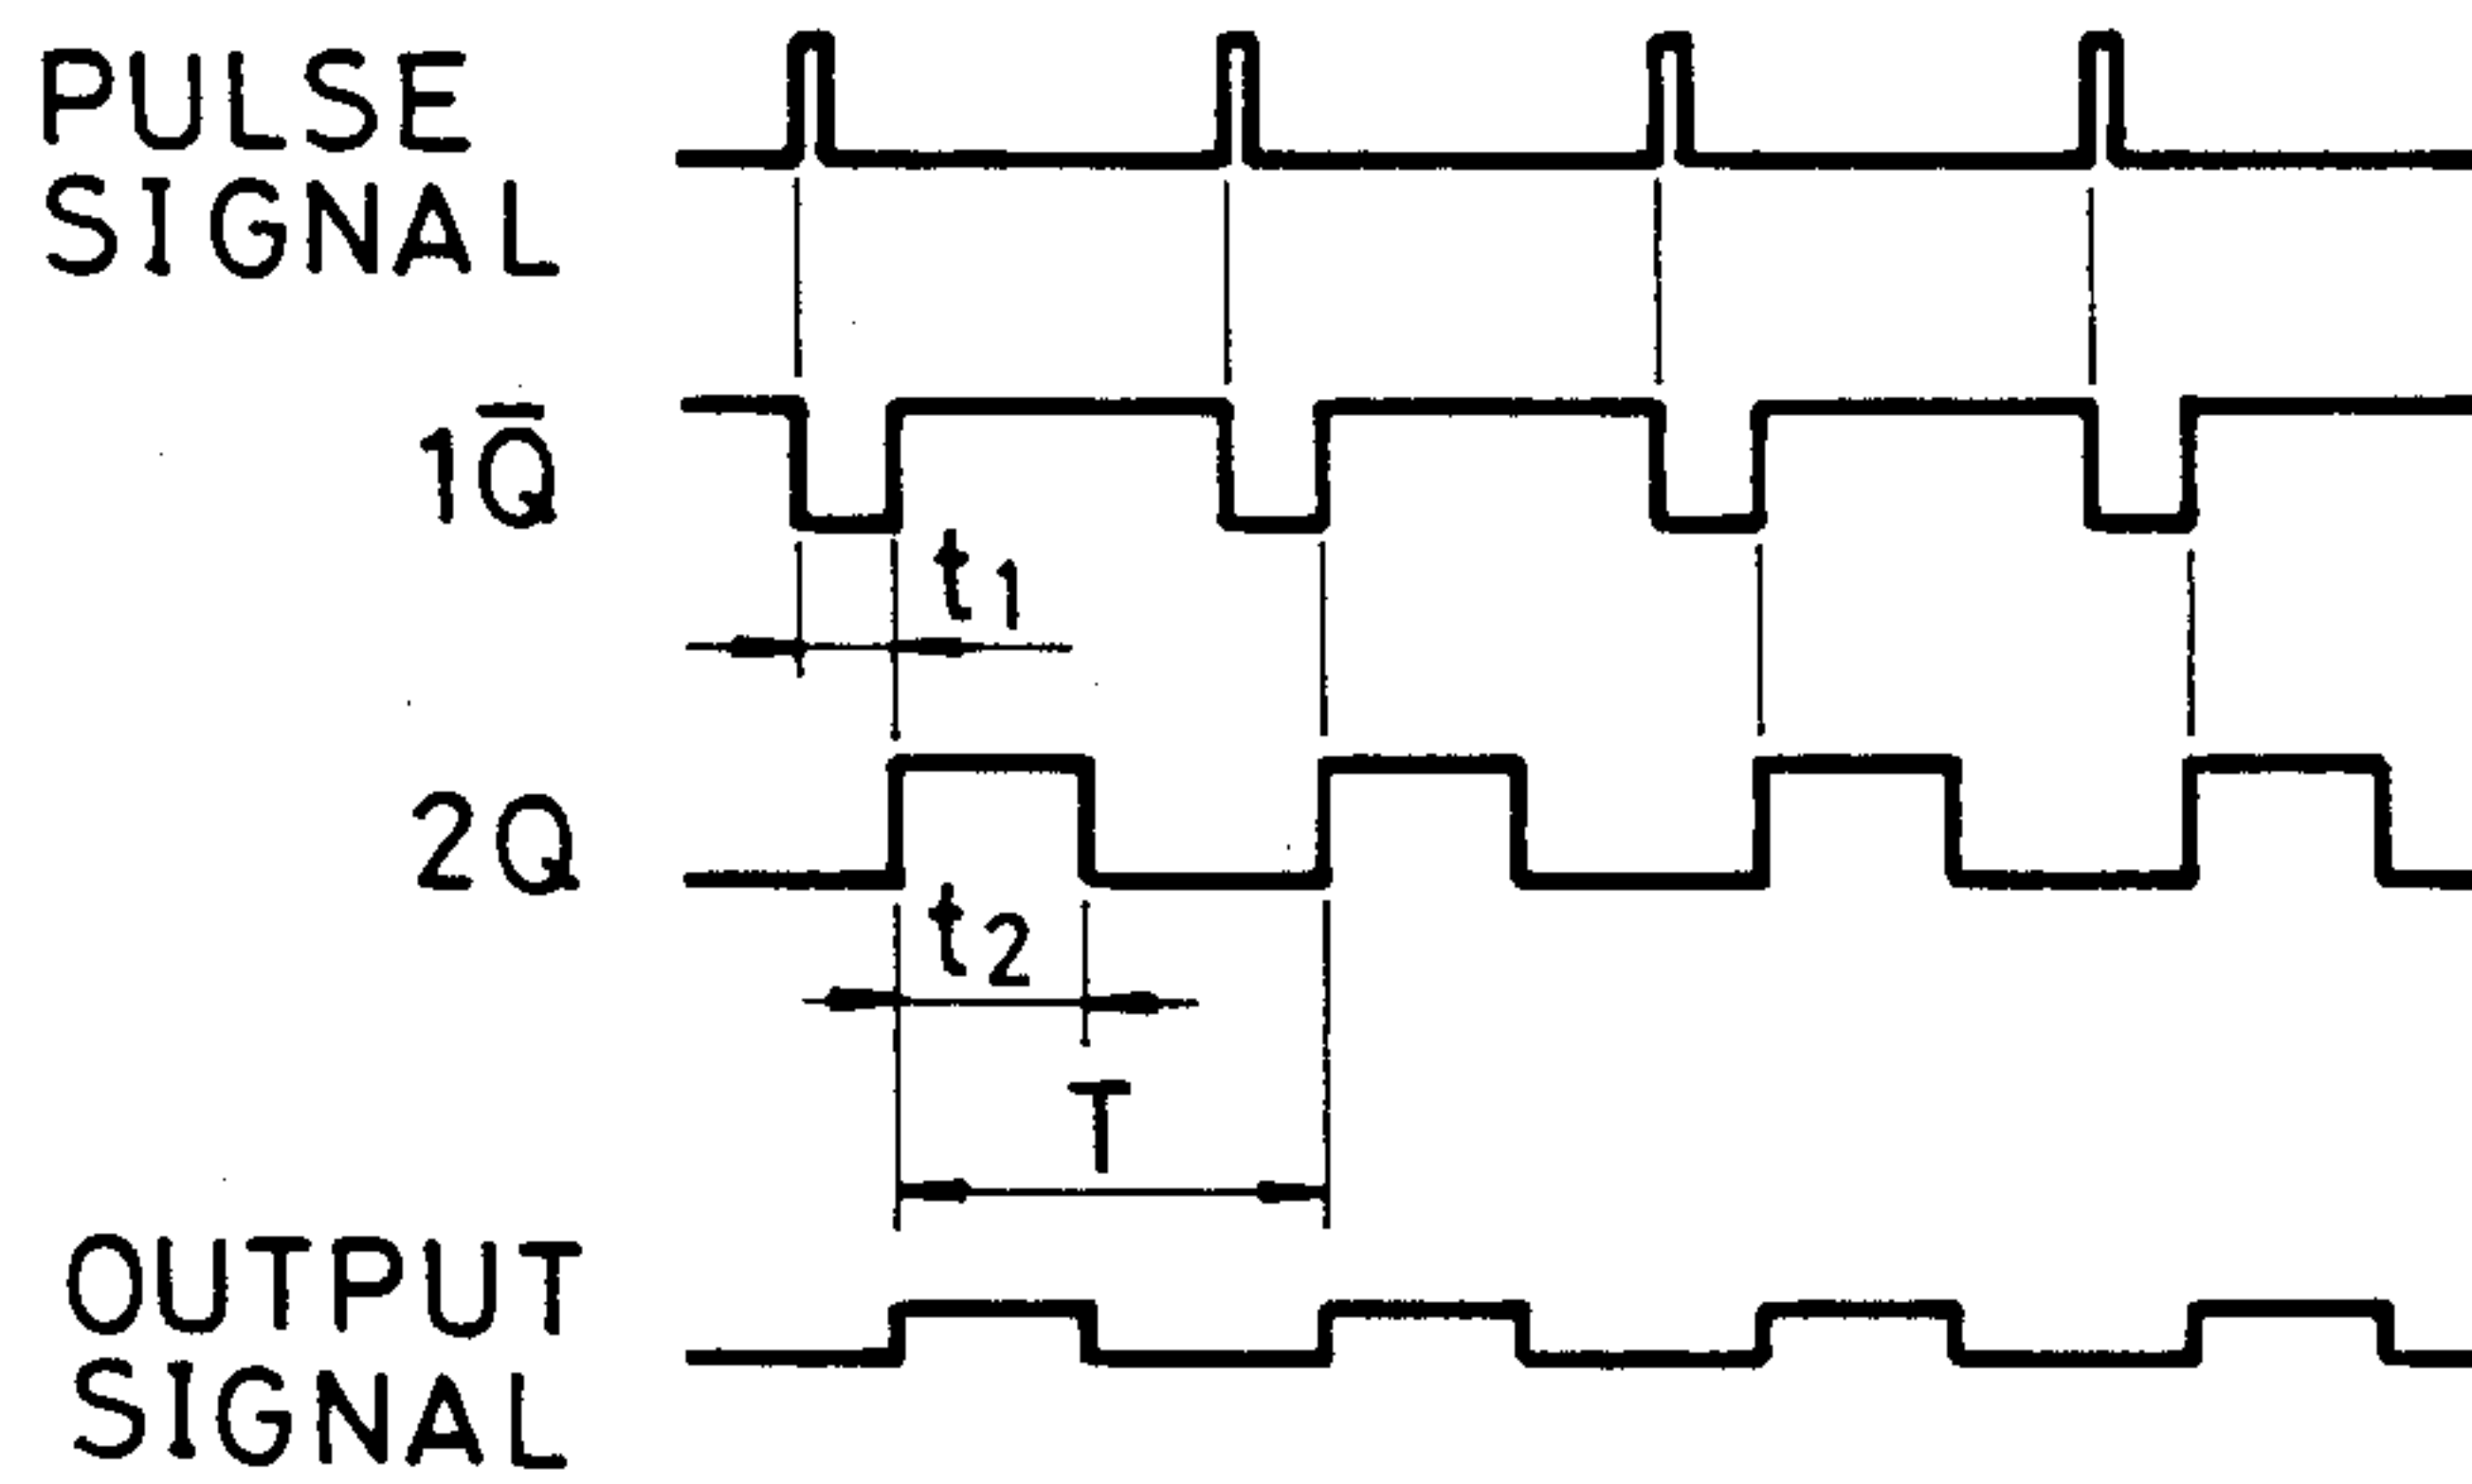 PULSE
SIGNAL
1Q̅
t1
2Q
t2
T
OUTPUT
SIGNAL